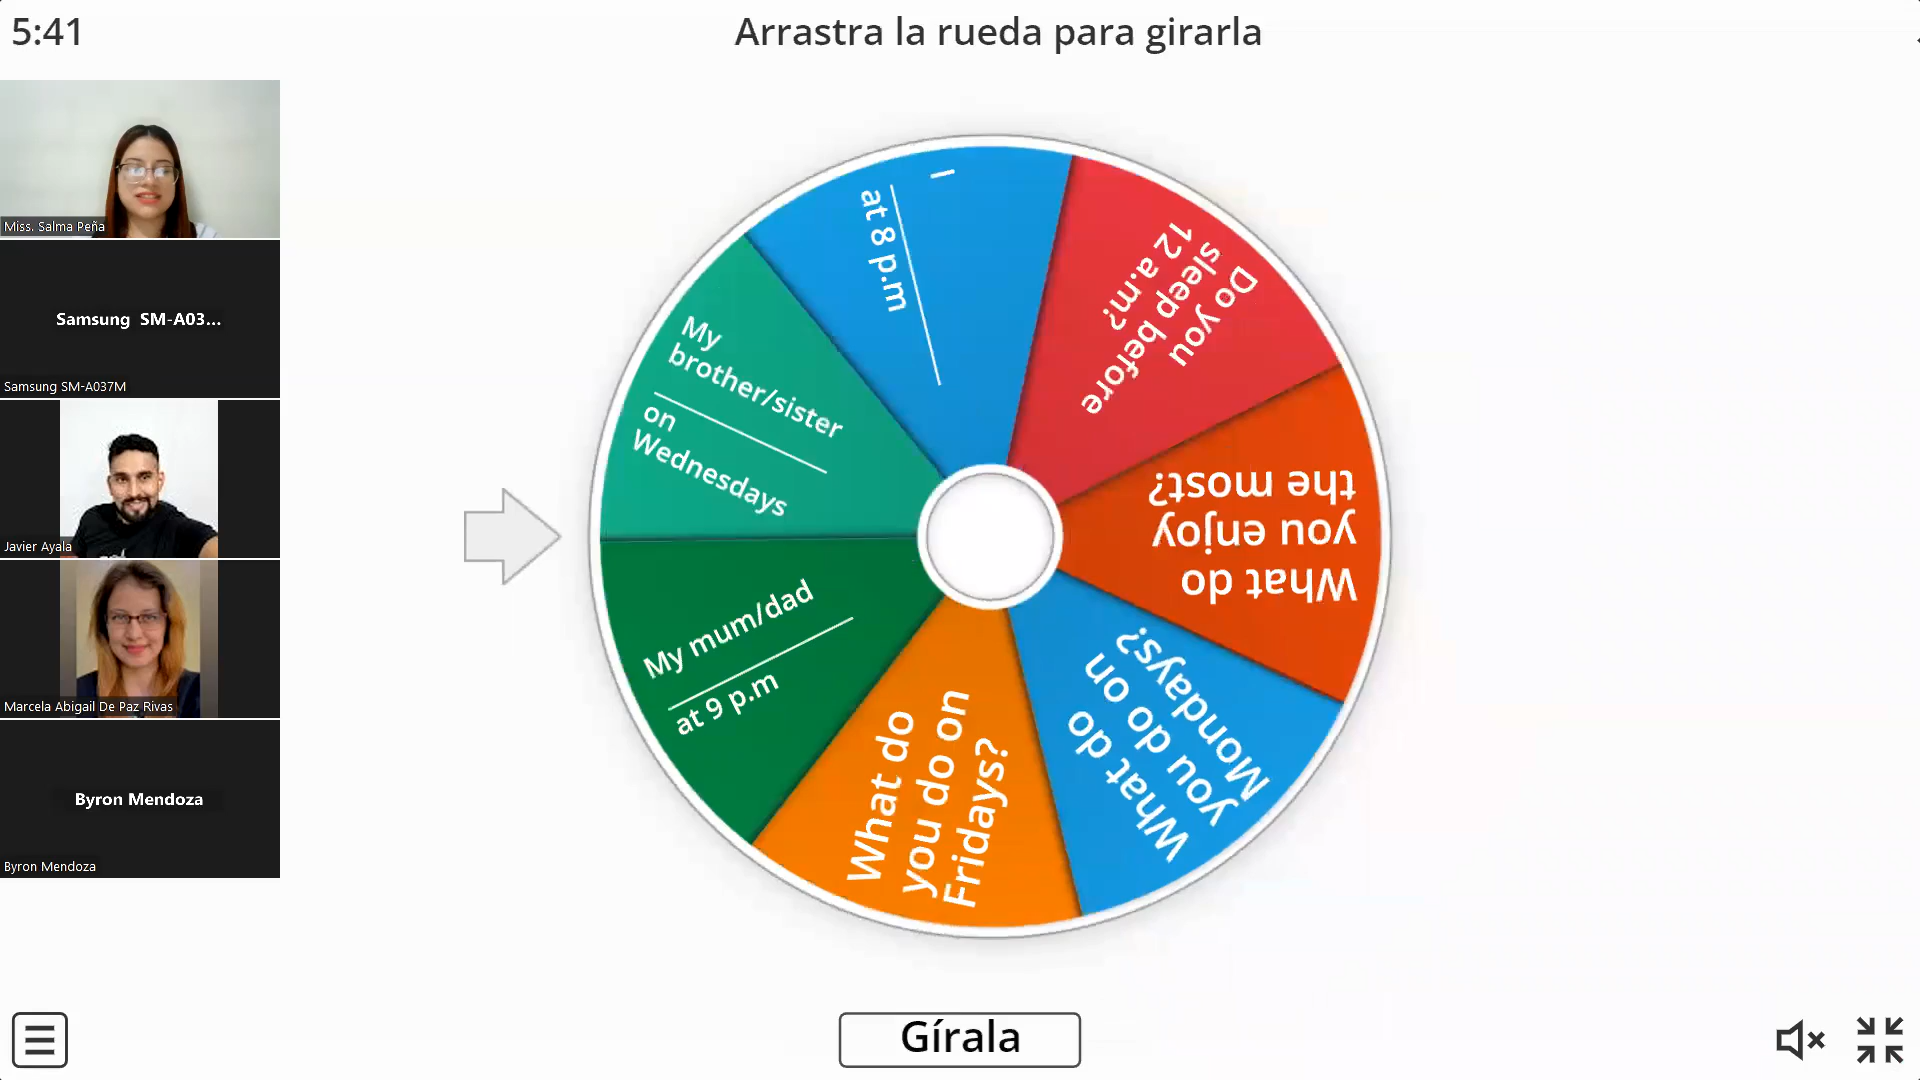 5:41
Arrastra la rueda para girarla
Miss. Salma Peña
Samsung SM-A03...
Samsung SM-A037M
Javier Ayala
Marcela Abigail De Paz Rivas
Byron Mendoza
Byron Mendoza
I
__________
at 8 p.m
Do you
sleep before
12 a.m?
What do
you enjoy
the most?
What do
you do on
Mondays?
What do
you do on
Fridays?
My mum/dad
__________
at 9 p.m
My
brother/sister
__________
on
Wednesdays
Gírala